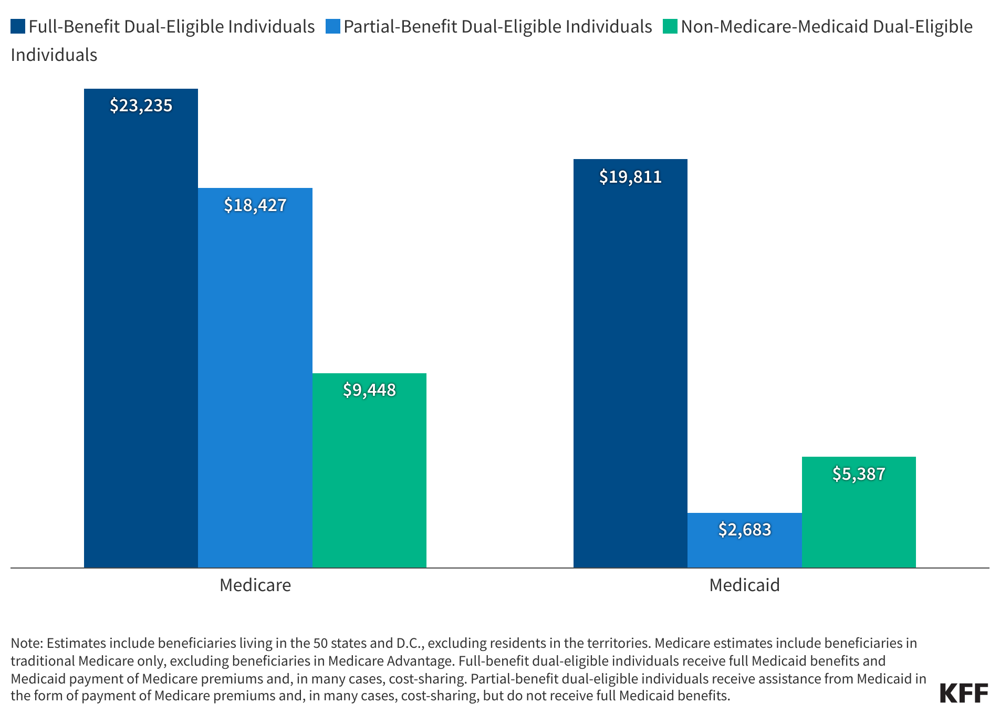 Full-Benefit Dual-Eligible Individuals Partial-Benefit Dual-Eligible Individuals Non-Medicare-Medicaid Dual-Eligible
Individuals
$23,235
$18,427
$9,448
$19,811
$2,683
$5,387
Medicare
Medicaid
Note: Estimates include beneficiaries living in the 50 states and D.C., excluding residents in the territories. Medicare estimates include beneficiaries in
traditional Medicare only, excluding beneficiaries in Medicare Advantage. Full-benefit dual-eligible individuals receive full Medicaid benefits and
Medicaid payment of Medicare premiums and, in many cases, cost-sharing. Partial-benefit dual-eligible individuals receive assistance from Medicaid in
the form of payment of Medicare premiums and, in many cases, cost-sharing, but do not receive full Medicaid benefits.
KFF